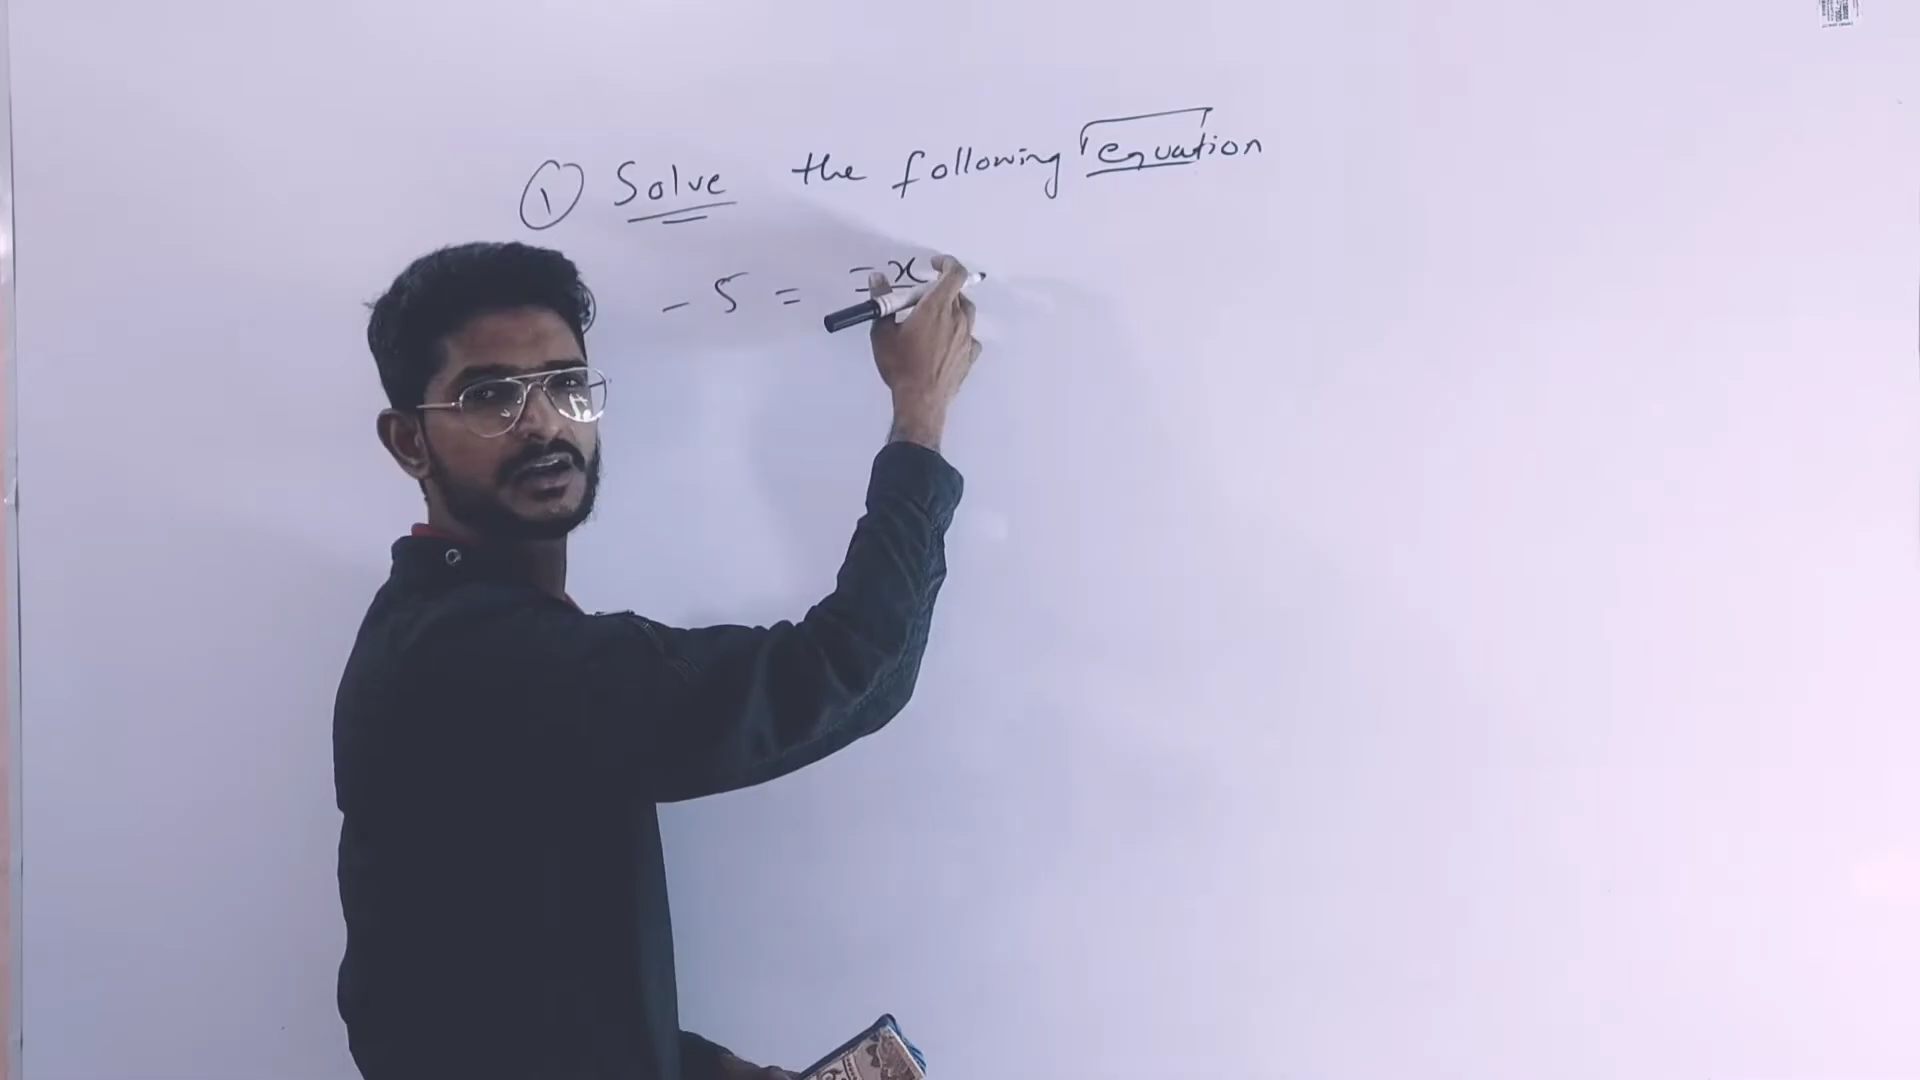 ① Solve the following equation
- 5 = x